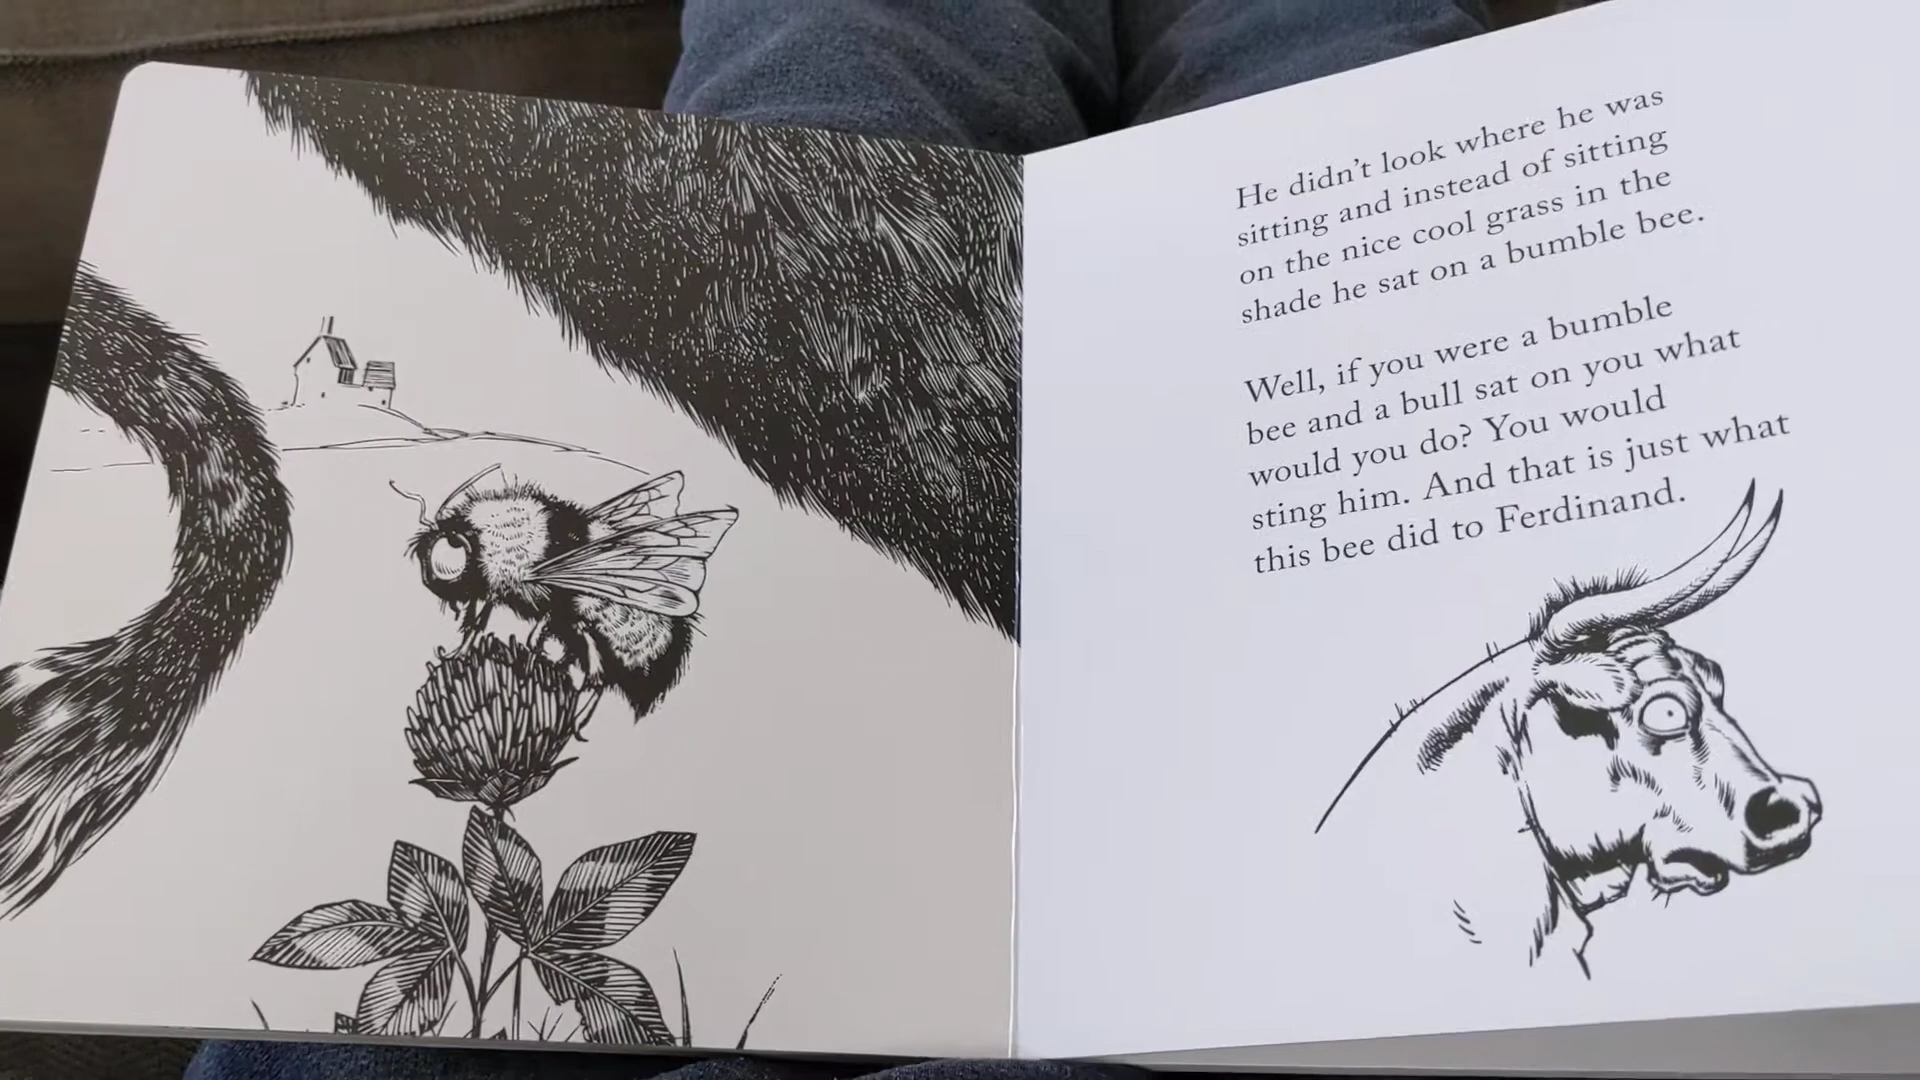 He didn't look where he was
sitting and instead of sitting
on the nice cool grass in the
shade he sat on a bumble bee.
Well, if you were a bumble
bee and a bull sat on you what
would you do? You would
sting him. And that is just what
this bee did to Ferdinand.